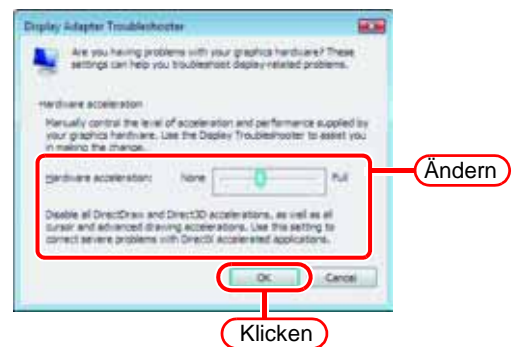 Display Adapter Troubleshooter
Are you having problems with your graphics hardware? These
settings can help you troubleshoot display-related problems.
Hardware acceleration
Manually control the level of acceleration and performance supplied by
your graphics hardware. Use the Display Troubleshooter to assist you
in making the change.
Hardware acceleration: None Full
Ändern
Disable all DirectDraw and Direct3D accelerations, as well as all
cursor and advanced drawing accelerations. Use this setting to
correct severe problems with DirectX accelerated applications.
OK Cancel
Klicken